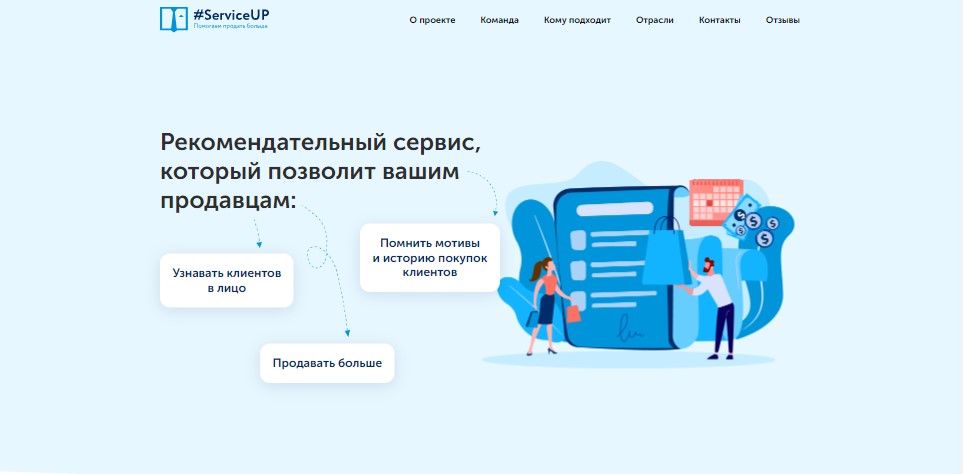 #ServiceUP
Помогаем продать больше
О проекте
Команда
Кому подходит
Отрасли
Контакты
Отзывы
Рекомендательный сервис,
который позволит вашим
продавцам:
Узнавать клиентов
в лицо
Помнить мотивы
и историю покупок
клиентов
Продавать больше